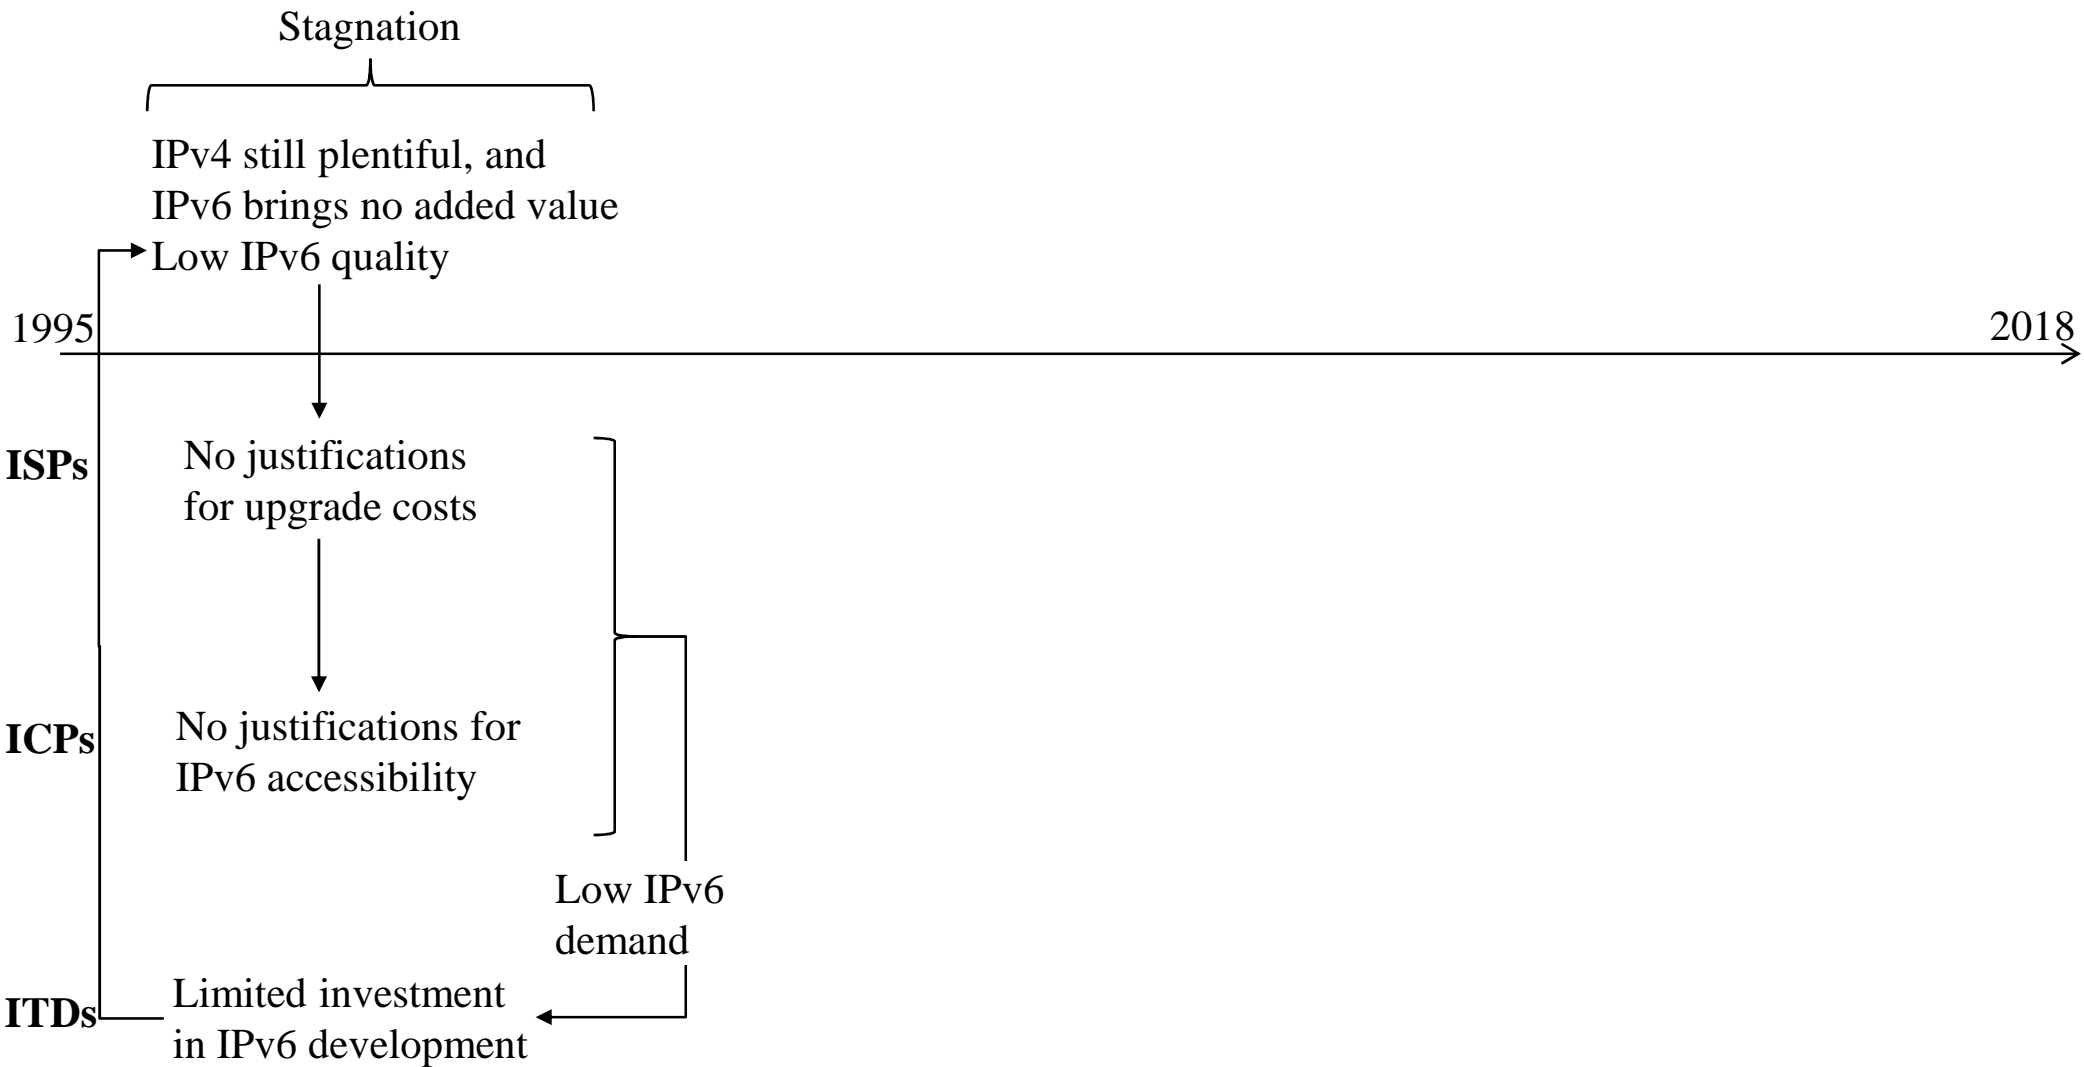 Stagnation
IPv4 still plentiful, and
IPv6 brings no added value
Low IPv6 quality
1995
2018
ISPs
No justifications
for upgrade costs
ICPs
No justifications for
IPv6 accessibility
Low IPv6
demand
ITDs
Limited investment
in IPv6 development